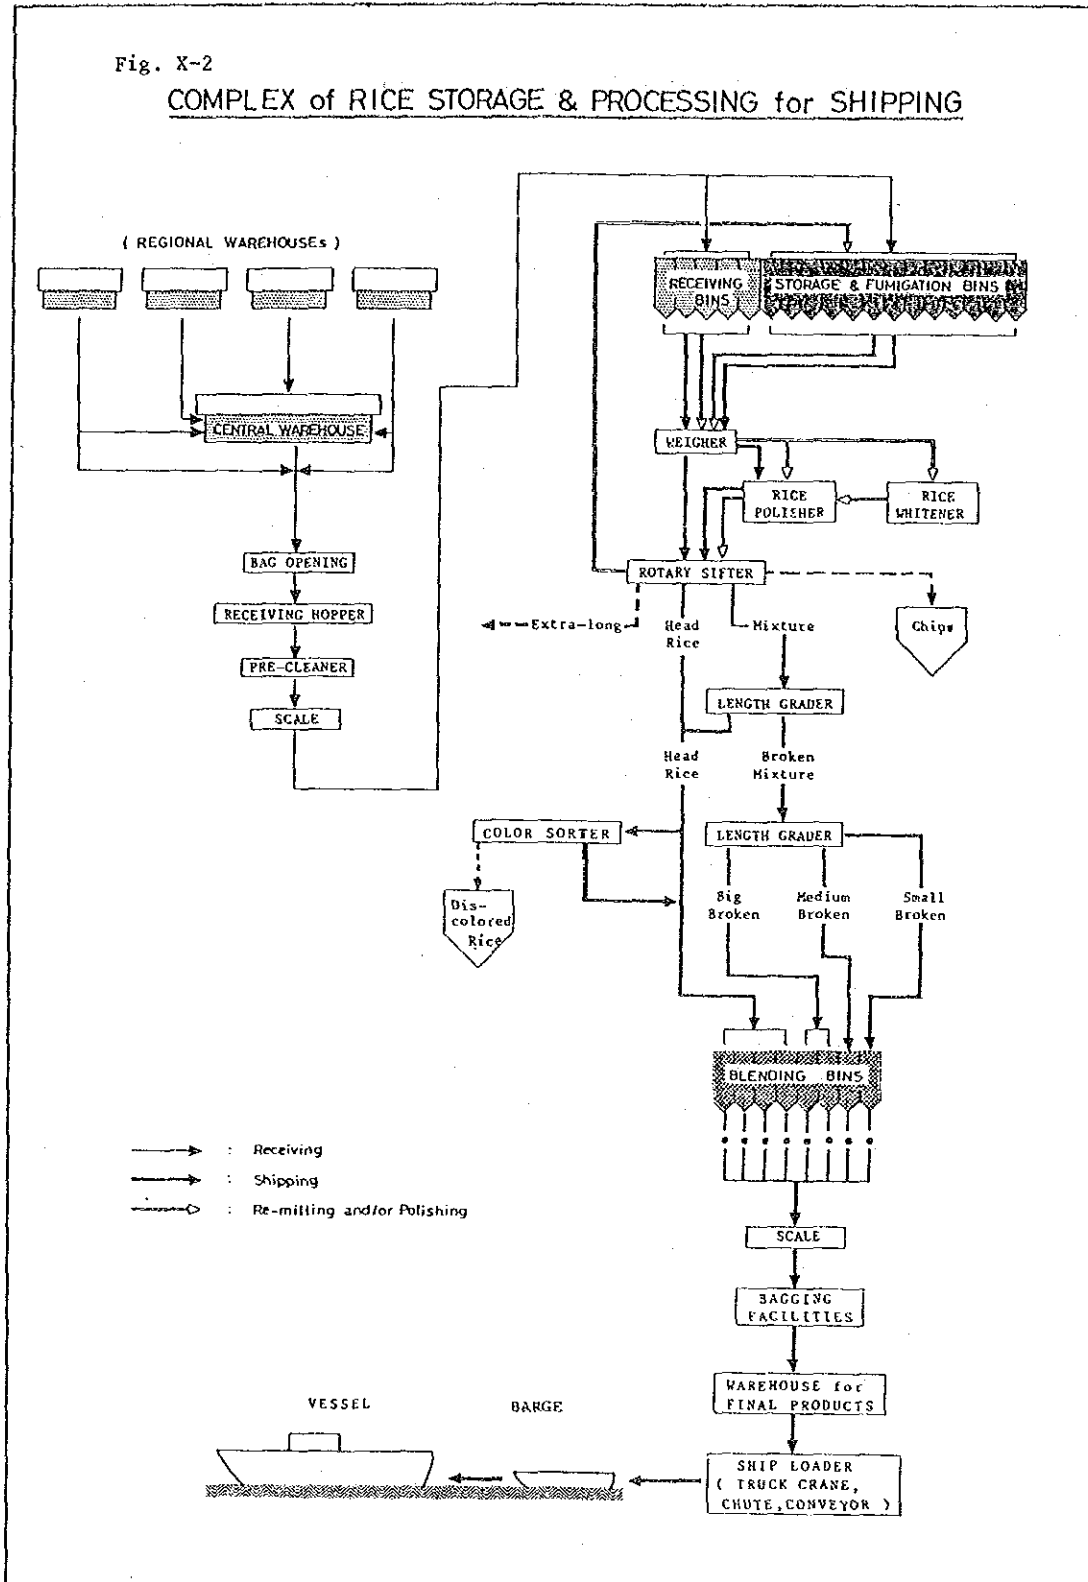 Fig. X-2
COMPLEX of RICE STORAGE & PROCESSING for SHIPPING
( REGIONAL WAREHOUSEs )
CENTRAL WAREHOUSE
BAG OPENING
RECEIVING HOPPER
PRE-CLEANER
SCALE
RECEIVING
BINS
STORAGE & FUMIGATION BINS
WEIGHER
RICE
POLISHER
RICE
WHITENER
ROTARY SIFTER
Extra-long
Head
Rice
Mixture
Chips
LENGTH GRADER
Head
Rice
Broken
Mixture
COLOR SORTER
LENGTH GRADER
Dis-
colored
Rice
Big
Broken
Medium
Broken
Small
Broken
BLENDING BINS
: Receiving
: Shipping
: Re-milling and/or Polishing
SCALE
BAGGING
FACILITIES
WAREHOUSE for
FINAL PRODUCTS
VESSEL
BARGE
SHIP LOADER
( TRUCK CRANE,
CHUTE,CONVEYOR )